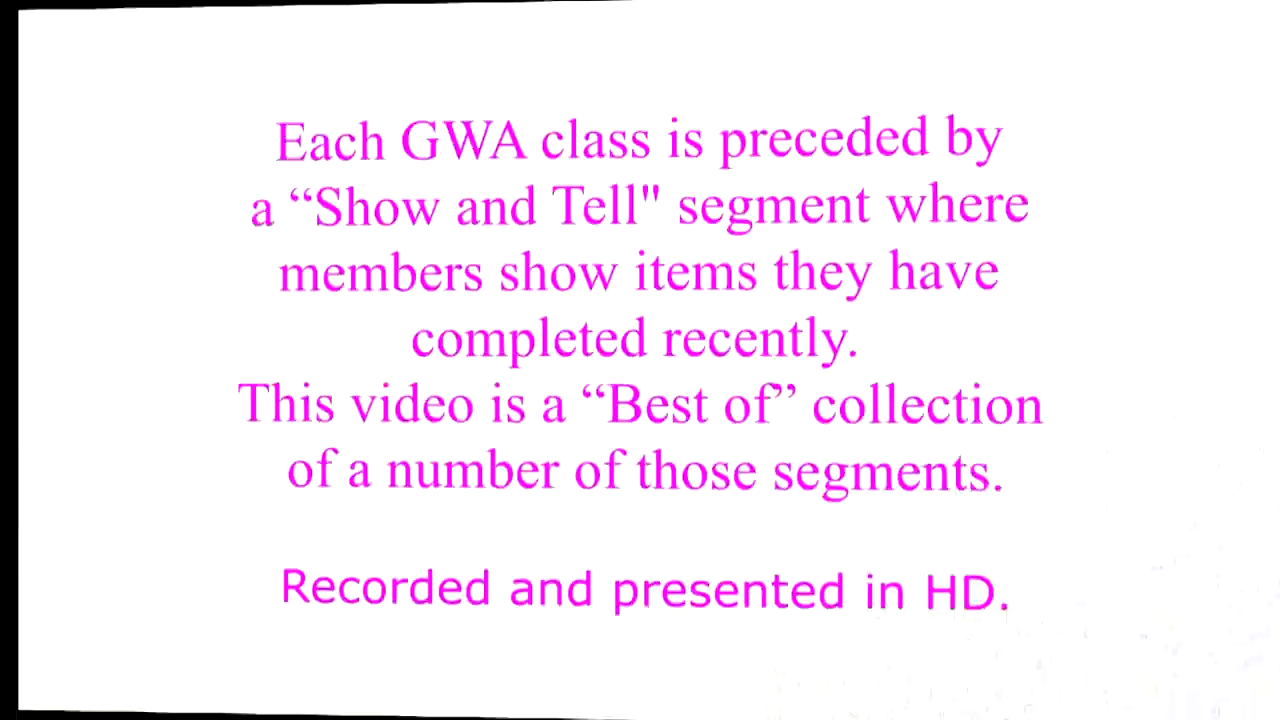 Each GWA class is preceded by
a “Show and Tell" segment where
members show items they have
completed recently.
This video is a “Best of” collection
of a number of those segments.
Recorded and presented in HD.